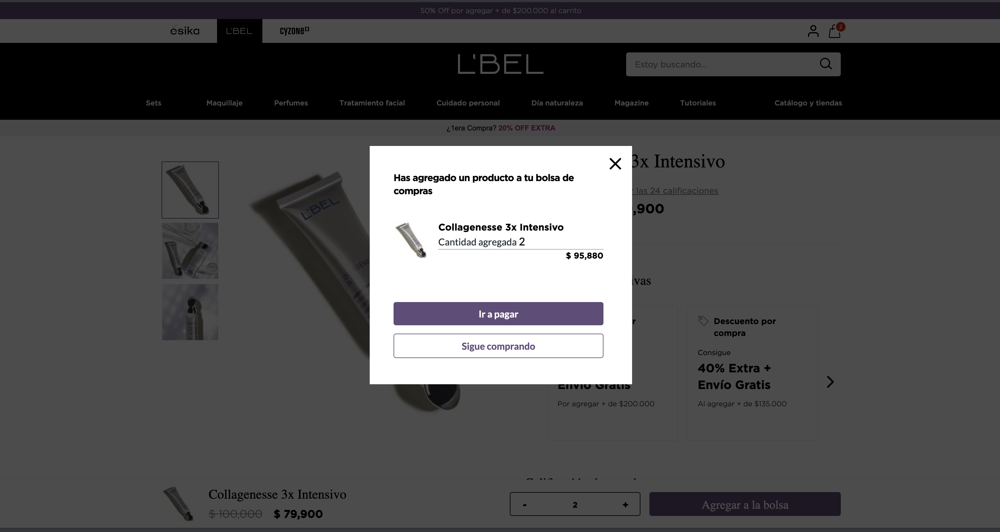 50% Off por agregar + de $200.000 al carrito
ésika
L'BEL
cyzone
2
L'BEL
Estoy buscando...
Sets
Maquillaje
Perfumes
Tratamiento facial
Cuidado personal
Día naturaleza
Magazine
Tutoriales
Catálogo y tiendas
¿1era Compra? 20% OFF EXTRA
3x Intensivo
las 24 calificaciones
,900
L'BEL
Has agregado un producto a tu bolsa de
compras
Collagenesse 3x Intensivo
Cantidad agregada 2
$ 95,880
Ir a pagar
Sigue comprando
ivas
Descuento por
compra
Consigue
40% Extra +
Envío Gratis
Al agregar + de $135.000
Envío Gratis
Por agregar + de $200.000
Collagenesse 3x Intensivo
$ 100,000 $ 79,900
- 2 +
Agregar a la bolsa